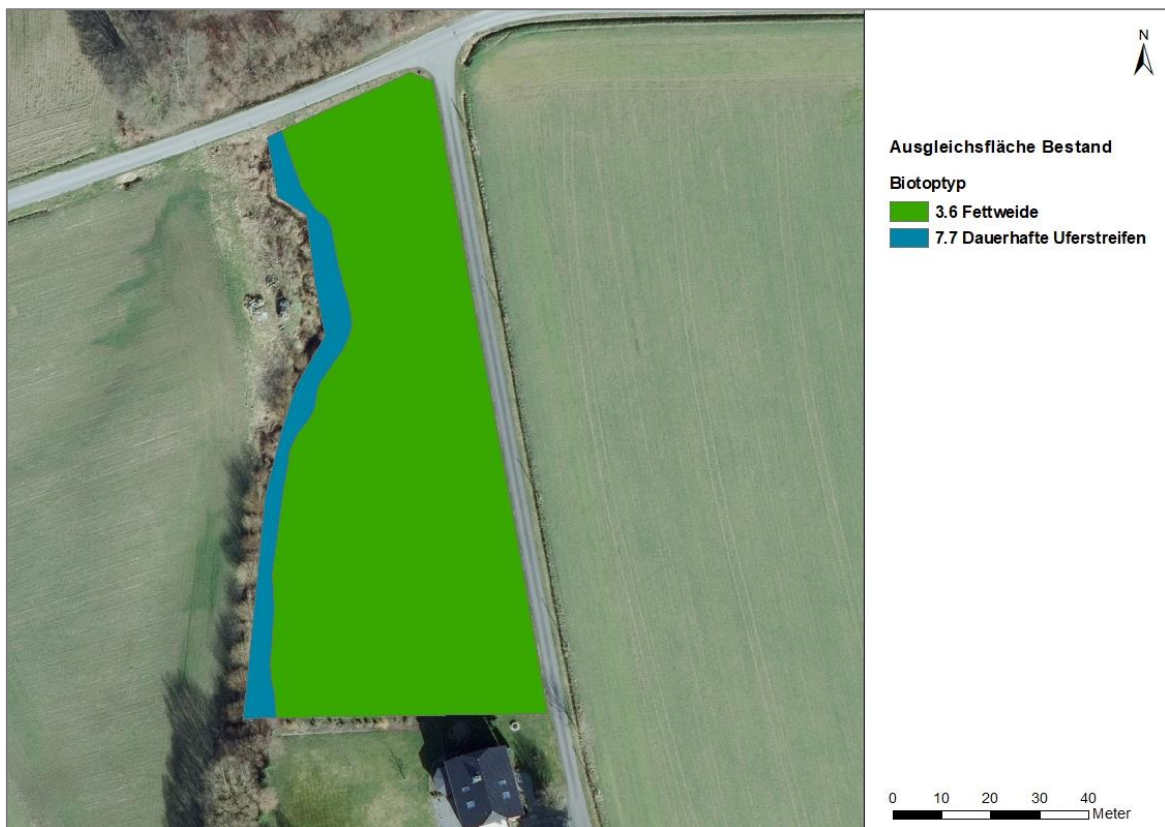 N
Ausgleichsfläche Bestand
Biotoptyp
3.6 Fettweide
7.7 Dauerhafte Uferstreifen
0 10 20 30 40
Meter